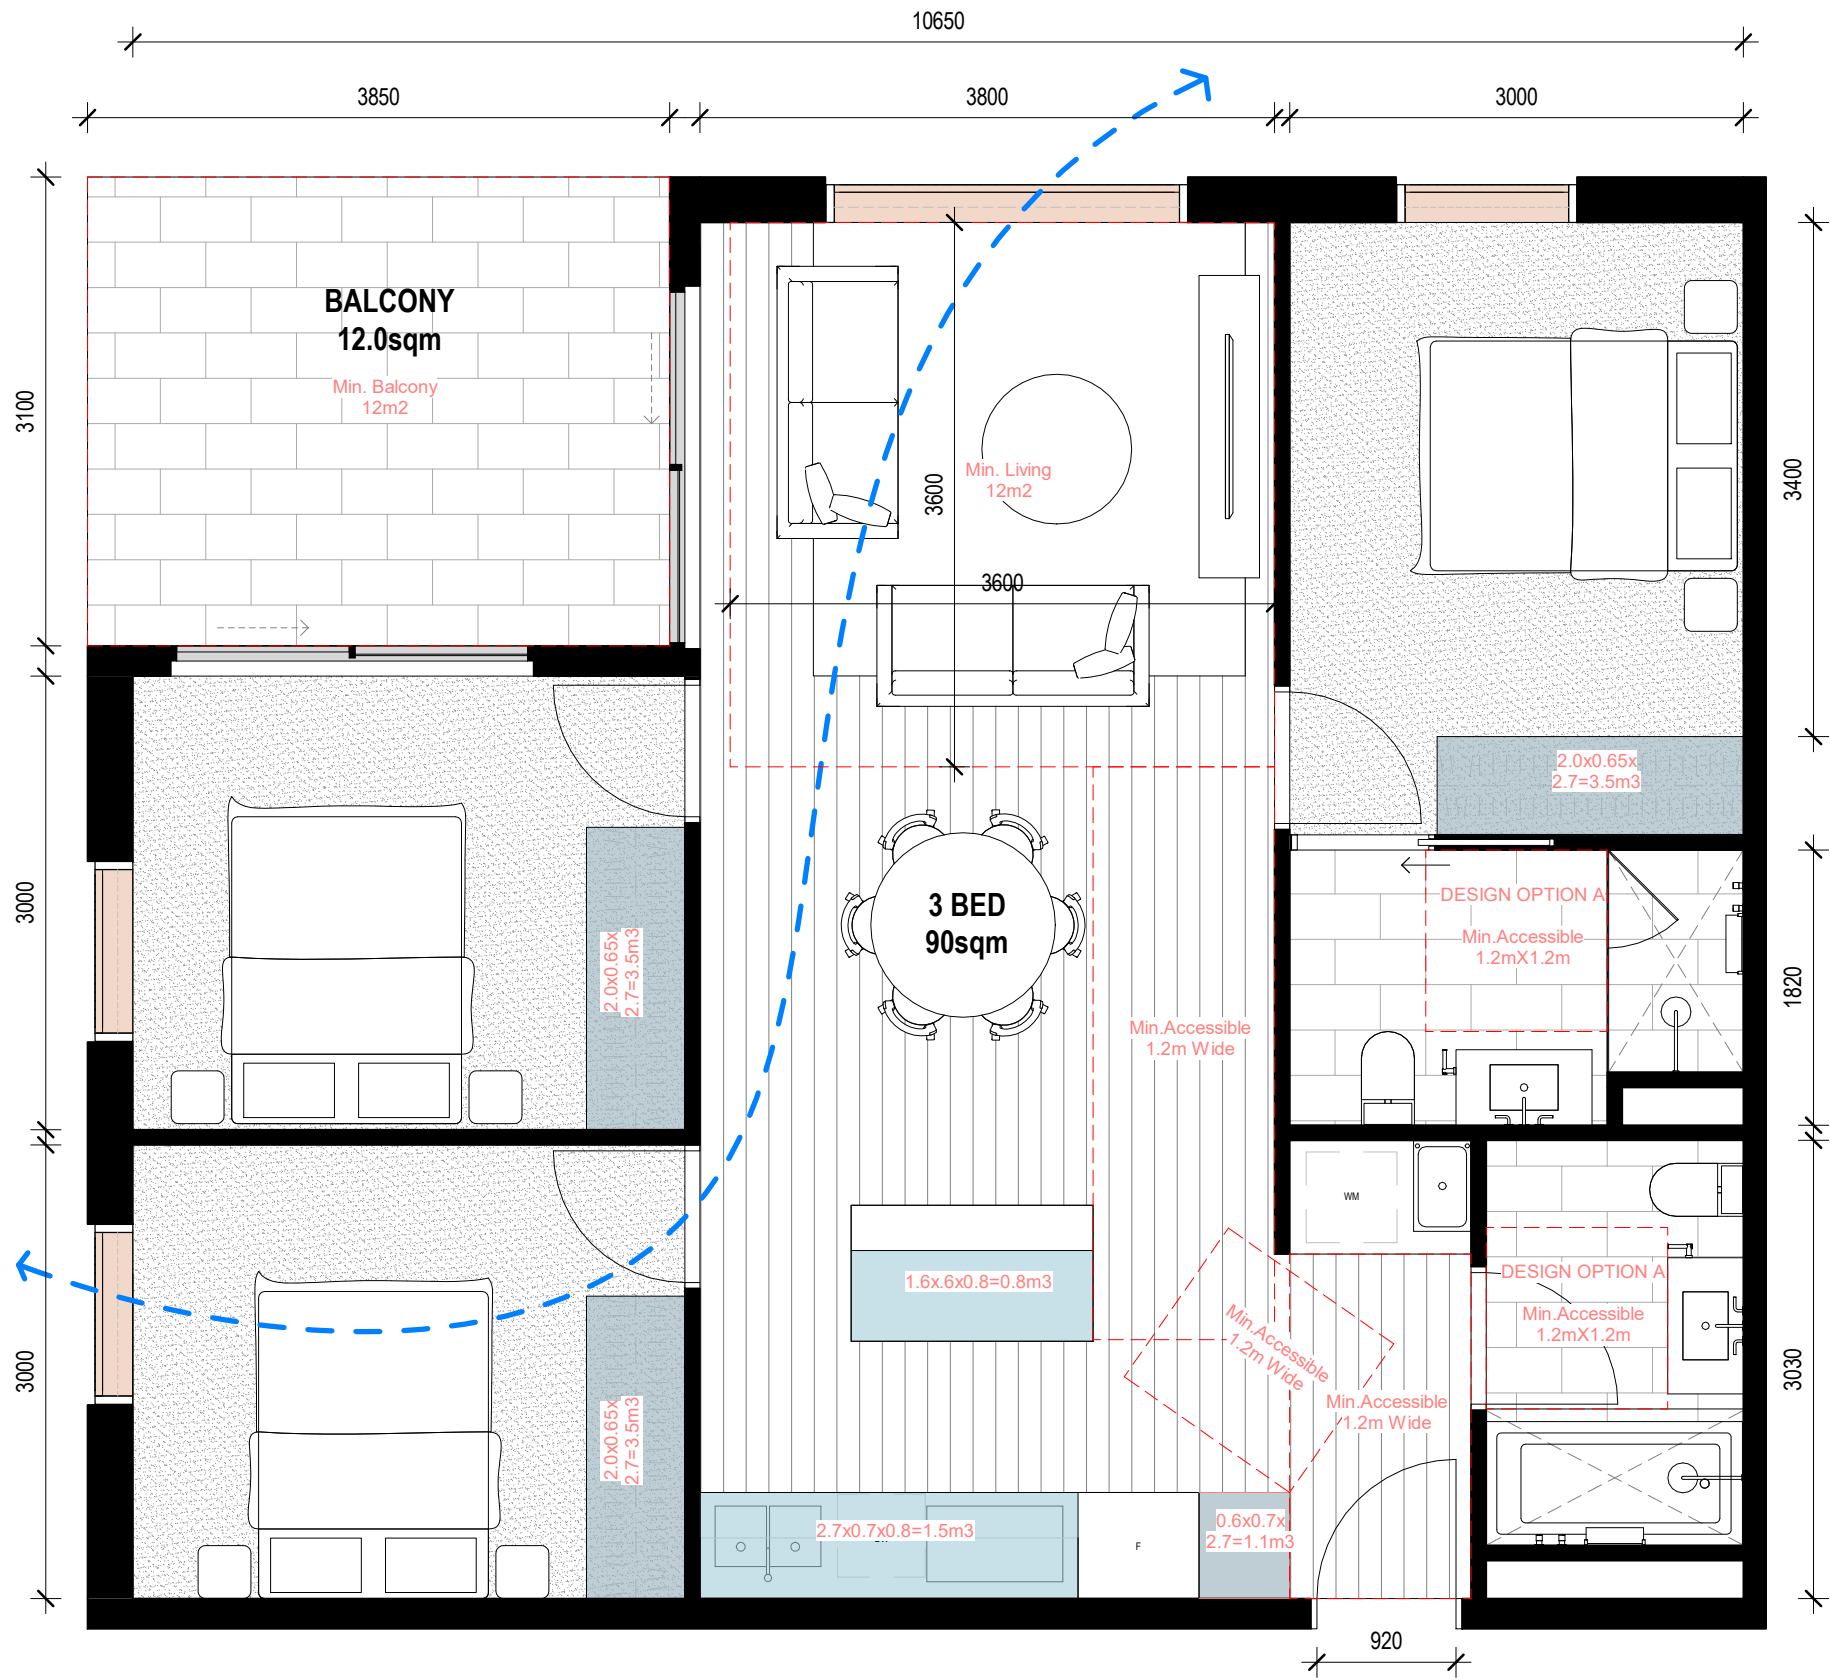 10650
3850
3800
3000
BALCONY
12.0sqm
Min. Balcony
12m2
3100
3600
Min. Living
12m2
3600
3400
2.0x0.65x
2.7=3.5m3
3000
2.0x0.65x
2.7=3.5m3
3 BED
90sqm
DESIGN OPTION A
Min.Accessible
1.2mX1.2m
1820
Min.Accessible
1.2m Wide
WM
1.6x.6x0.8=0.8m3
DESIGN OPTION A
Min.Accessible
1.2mX1.2m
Min.Accessible
1.2m Wide
Min.Accessible
1.2m Wide
3000
2.0x0.65x
2.7=3.5m3
3030
2.7x0.7x0.8=1.5m3
F
0.6x0.7x
2.7=1.1m3
920